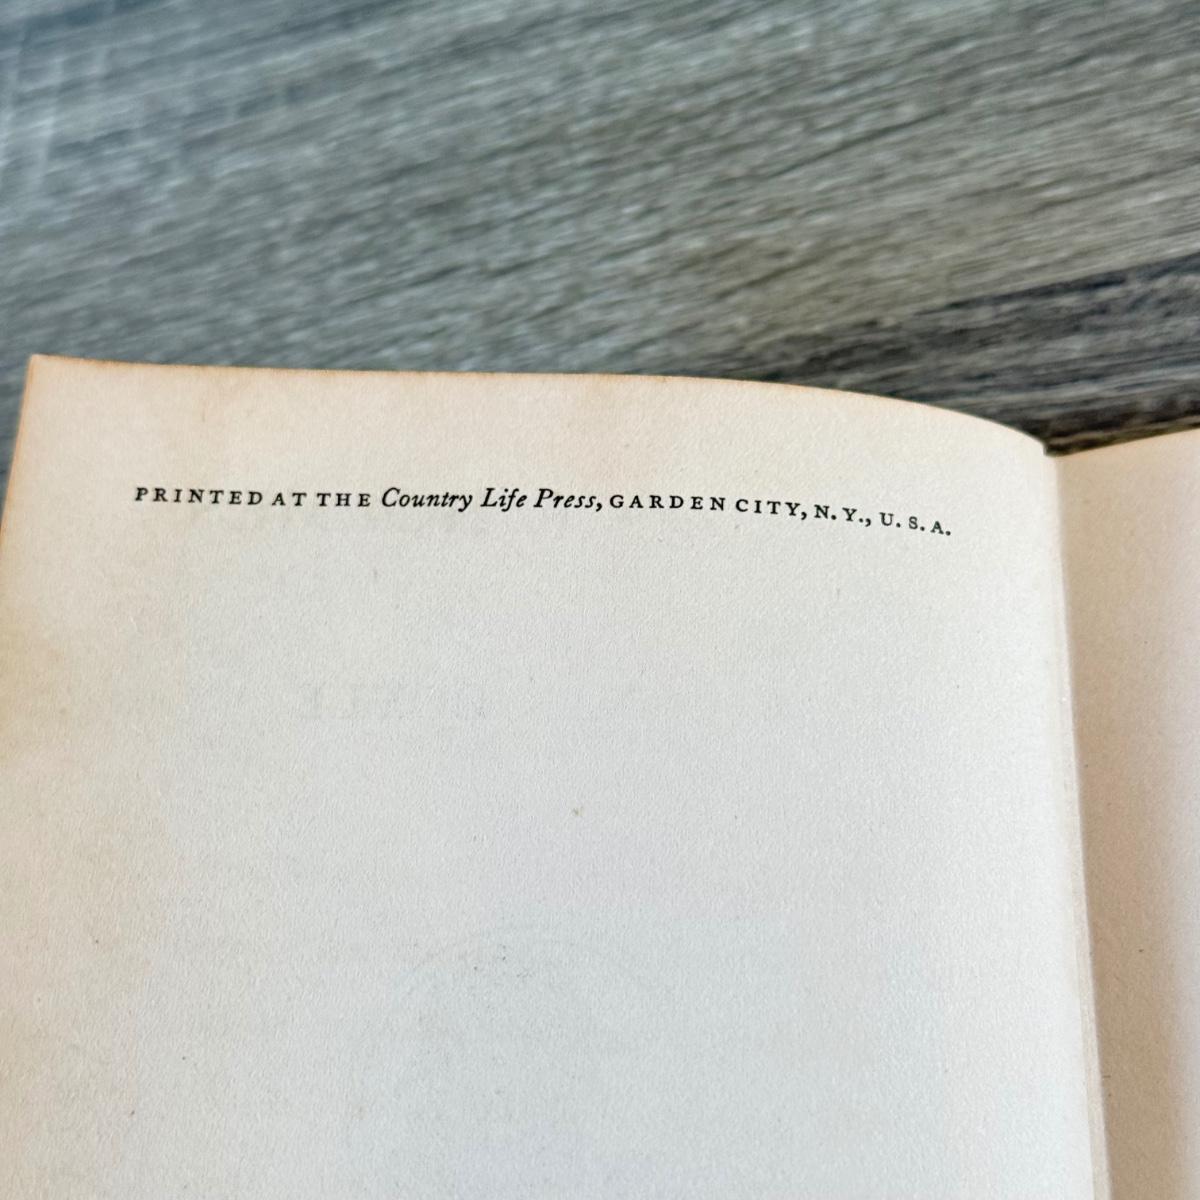 PRINTED AT THE Country Life Press, GARDEN CITY, N. Y., U. S. A.